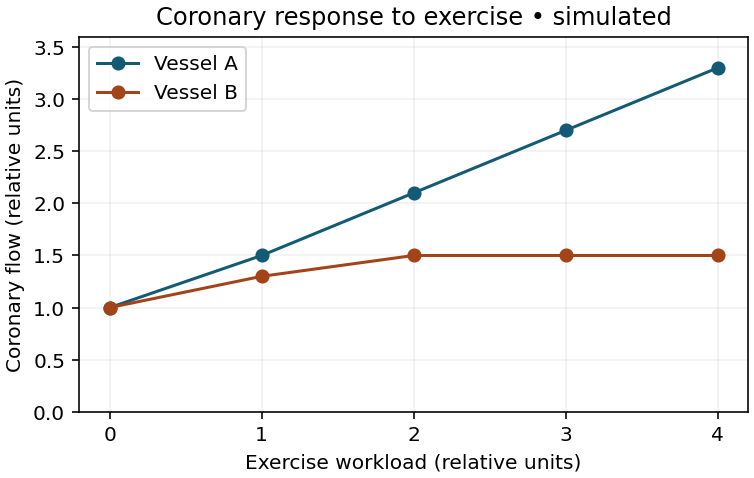 Coronary response to exercise • simulated
Coronary flow (relative units)
3.5
3.0
2.5
2.0
1.5
1.0
0.5
0.0
Vessel A
Vessel B
0 1 2 3 4
Exercise workload (relative units)